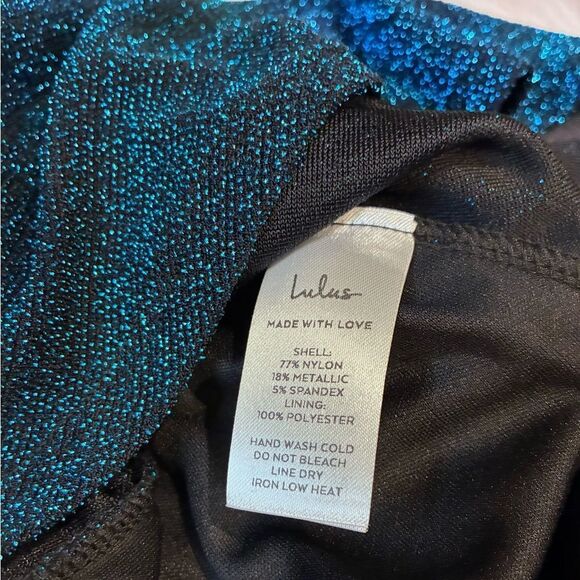 Lulus
MADE WITH LOVE
SHELL:
77% NYLON
18% METALLIC
5% SPANDEX
LINING:
100% POLYESTER
HAND WASH COLD
DO NOT BLEACH
LINE DRY
IRON LOW HEAT